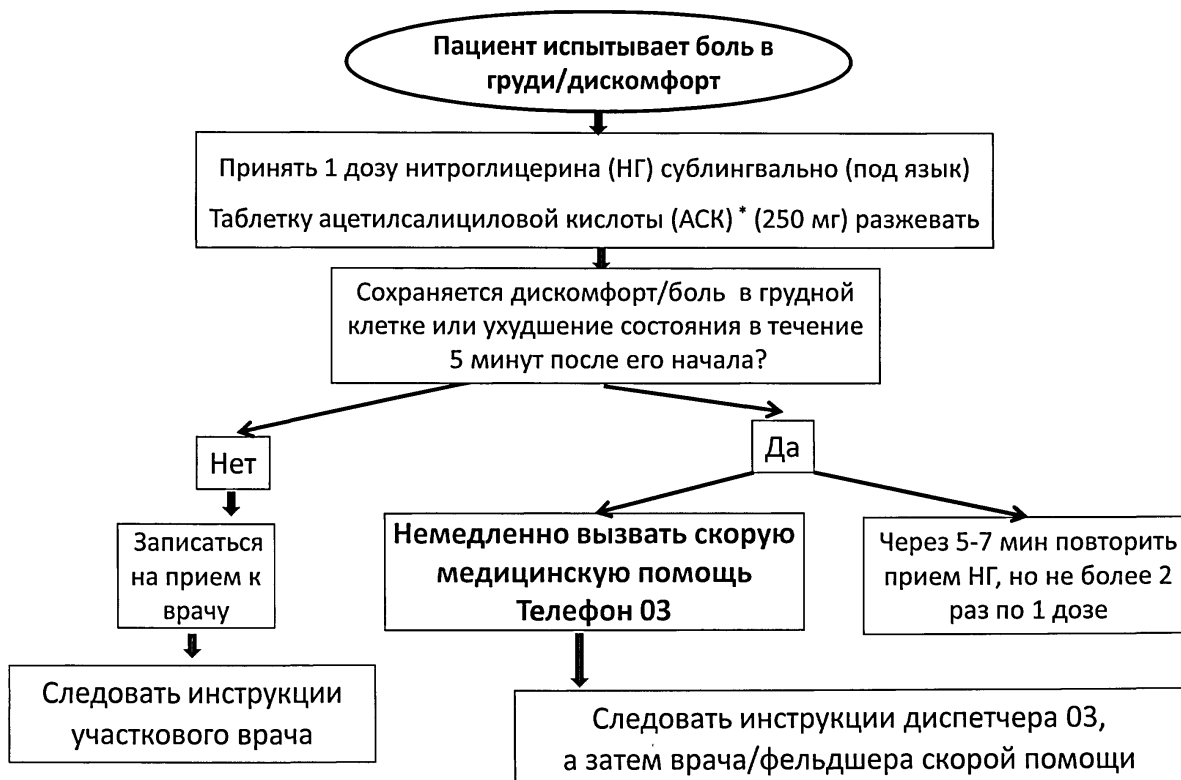 Пациент испытывает боль в
груди/дискомфорт
Принять 1 дозу нитроглицерина (НГ) сублингвально (под язык)
Таблетку ацетилсалициловой кислоты (АСК) * (250 мг) разжевать
Сохраняется дискомфорт/боль в грудной
клетке или ухудшение состояния в течение
5 минут после его начала?
Нет
Да
Записаться
на прием к
врачу
Немедленно вызвать скорую
медицинскую помощь
Телефон 03
Через 5-7 мин повторить
прием НГ, но не более 2
раз по 1 дозе
Следовать инструкции
участкового врача
Следовать инструкции диспетчера 03,
а затем врача/фельдшера скорой помощи